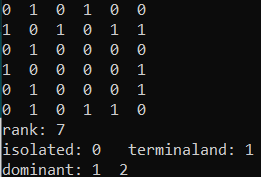 0 1 0 1 0 0
1 0 1 0 1 1
0 1 0 0 0 0
1 0 0 0 0 1
0 1 0 0 0 1
0 1 0 1 1 0
rank: 7
isolated: 0   terminaland: 1
dominant: 1  2